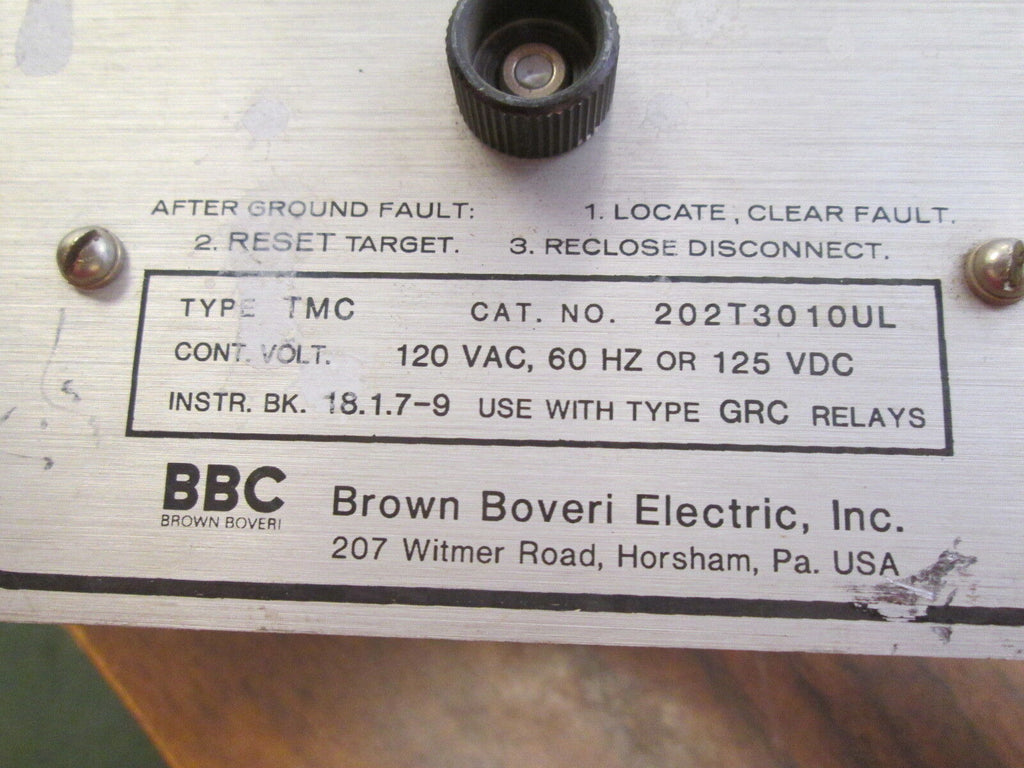 AFTER GROUND FAULT: 1. LOCATE, CLEAR FAULT.
2. RESET TARGET. 3. RECLOSE DISCONNECT.
TYPE TMC CAT. NO. 202T3010UL
CONT. VOLT. 120 VAC, 60 HZ OR 125 VDC
INSTR. BK. 18.1.7-9 USE WITH TYPE GRC RELAYS
BBC
BROWN BOVERI
Brown Boveri Electric, Inc.
207 Witmer Road, Horsham, Pa. USA